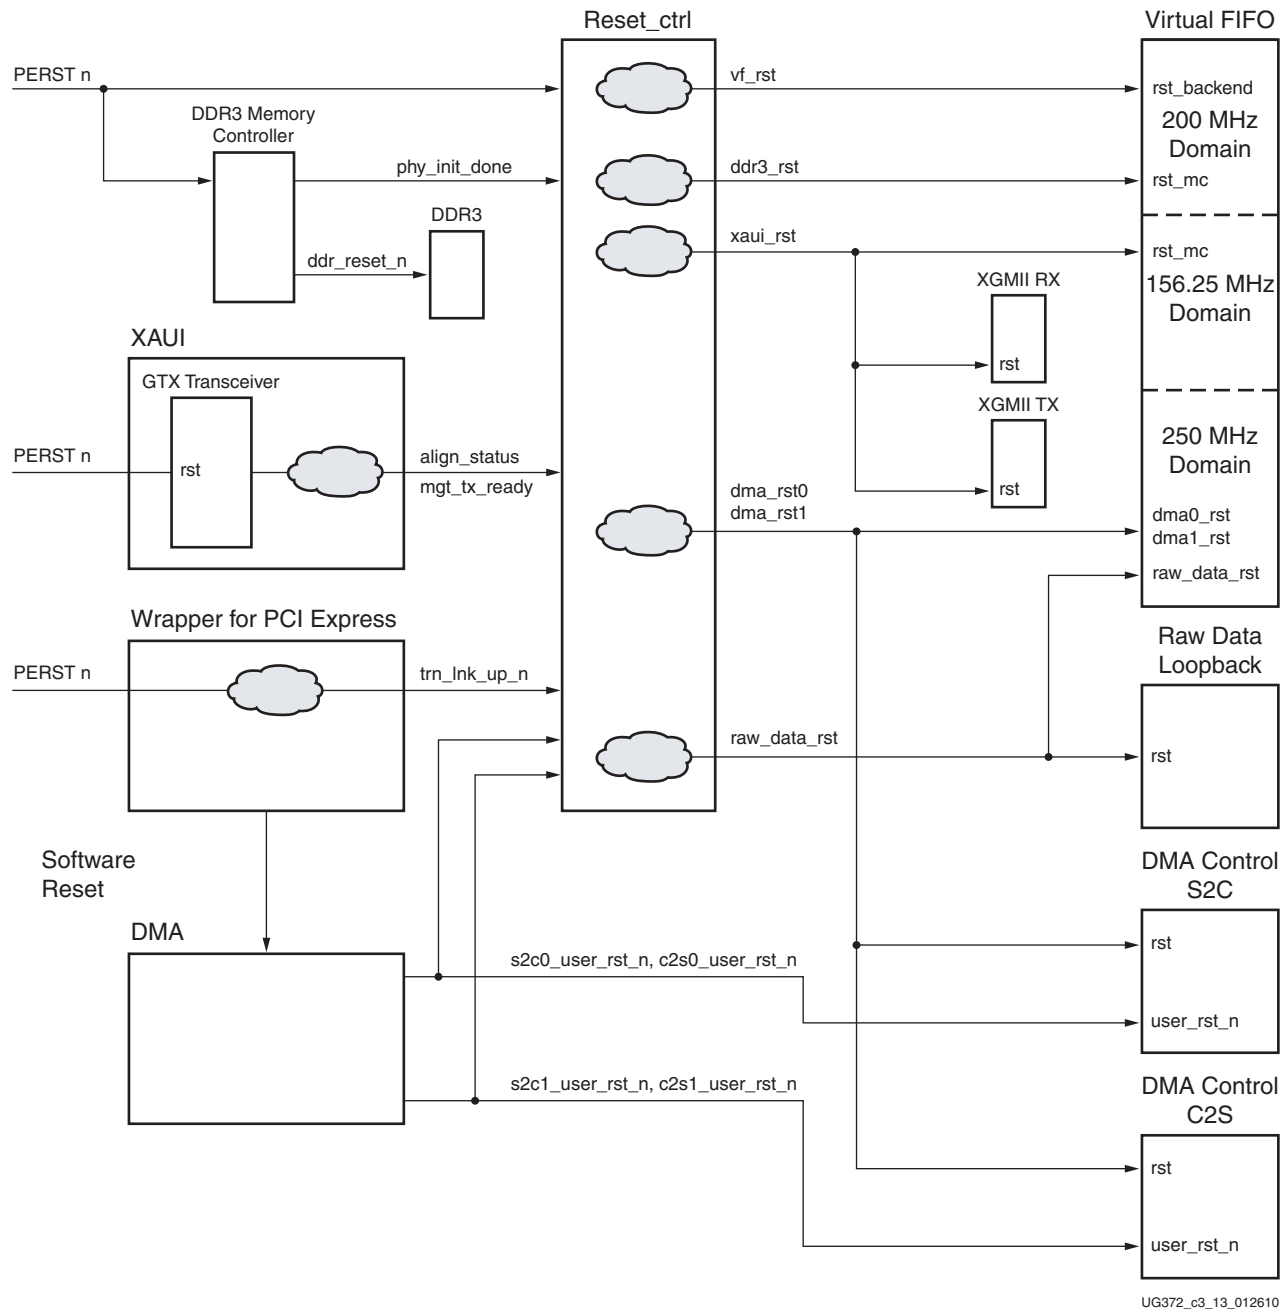 Reset_ctrl
Virtual FIFO
PERST n
vf_rst
rst_backend
DDR3 Memory
Controller
200 MHz
Domain
phy_init_done
ddr3_rst
rst_mc
DDR3
ddr_reset_n
xaui_rst
rst_mc
156.25 MHz
Domain
XGMII RX
rst
XAUI
GTX Transceiver
XGMII TX
rst
250 MHz
Domain
PERST n
rst
align_status
mgt_tx_ready
dma_rst0
dma_rst1
dma0_rst
dma1_rst
raw_data_rst
Wrapper for PCI Express
Raw Data
Loopback
PERST n
trn_lnk_up_n
raw_data_rst
rst
Software
Reset
DMA Control
S2C
DMA
rst
s2c0_user_rst_n, c2s0_user_rst_n
user_rst_n
s2c1_user_rst_n, c2s1_user_rst_n
DMA Control
C2S
rst
user_rst_n
UG372_c3_13_012610